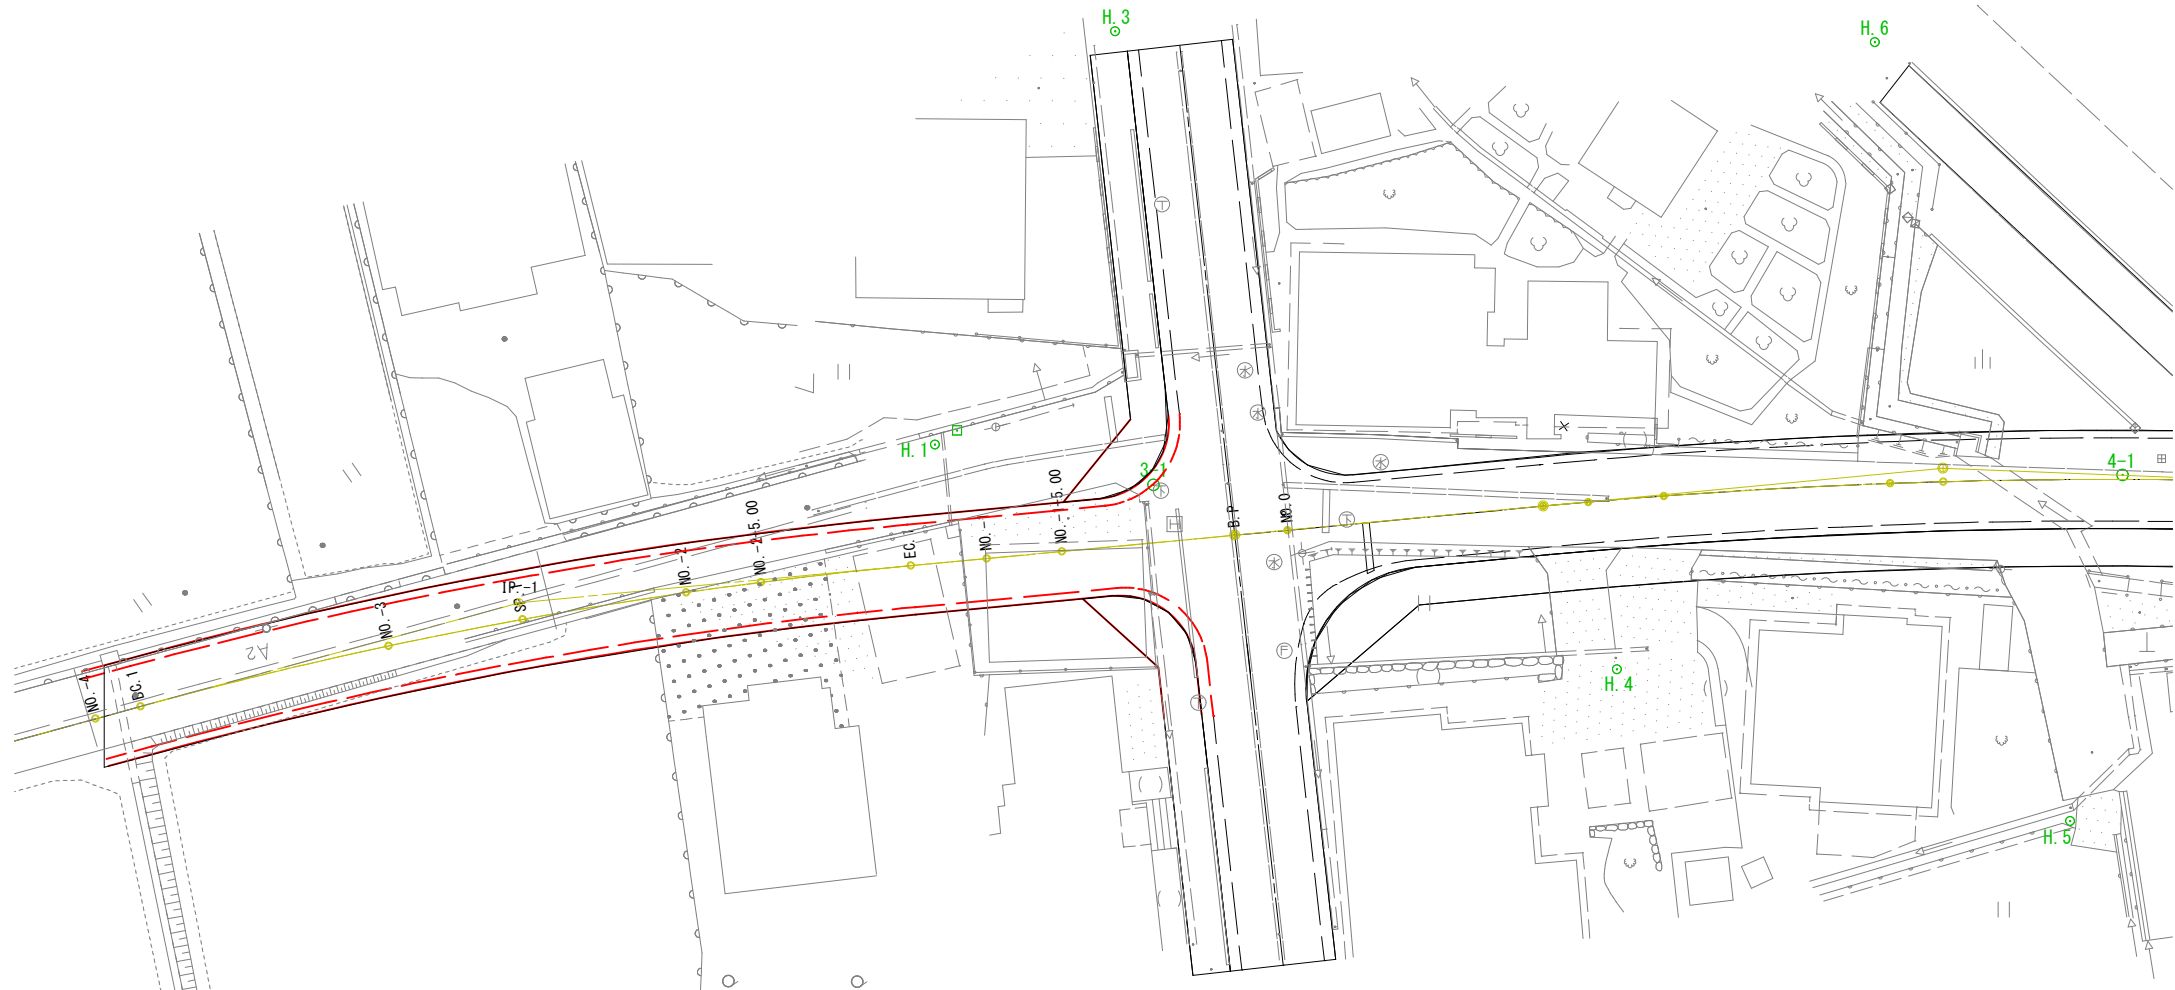 H. 3
H. 6
H. 1
3-1
4-1
NO. -1-5. 00
NO. -2-5. 00
B.P
NO. 0
EC.
NO. -
NO. -2
IP.-1
SP.
NO. -3
A2
BC.1
NO. -4
H. 4
H. 5